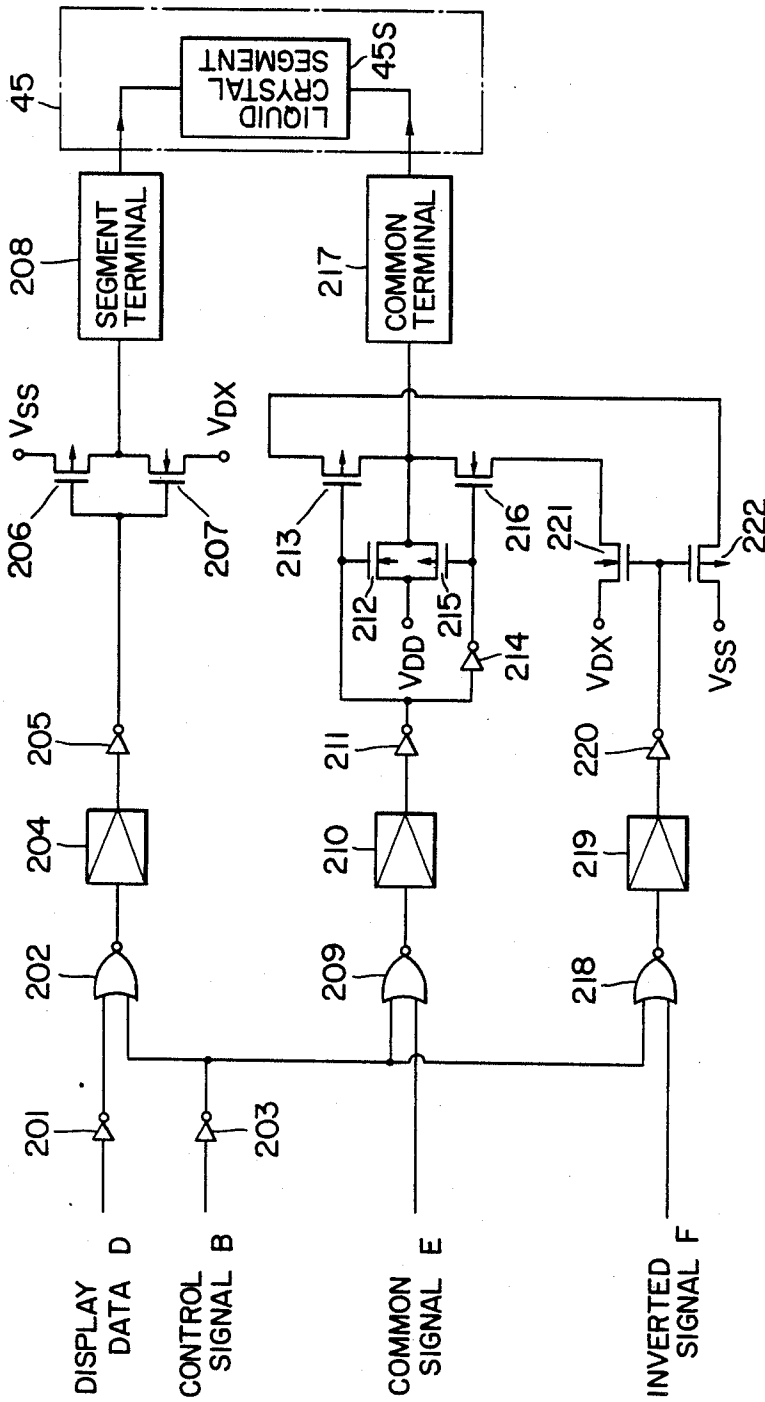 DISPLAY
DATA D
201
202
204
205
206
VSS
207
VDX
208
SEGMENT
TERMINAL
45
LIQUID
CRYSTAL
SEGMENT
45S
CONTROL
SIGNAL B
203
COMMON
SIGNAL E
209
210
211
212
213
VDD
214
215
216
217
COMMON
TERMINAL
INVERTED
SIGNAL F
218
219
220
221
VDX
222
VSS